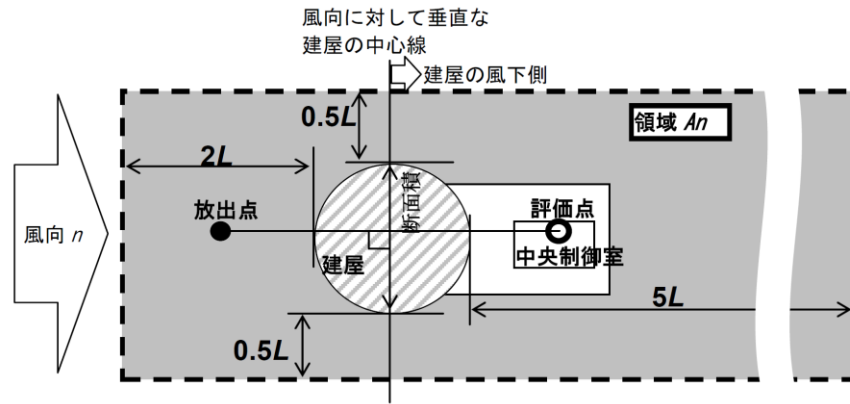 風向に対して垂直な
建屋の中心線
建屋の風下側
0.5L
領域 An
2L
断面積
放出点
評価点
風向 n
中央制御室
建屋
5L
0.5L